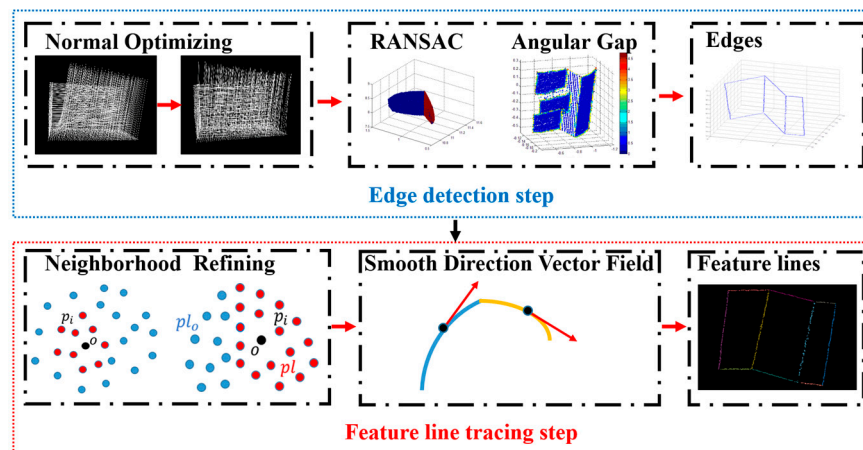 Normal Optimizing
RANSAC
Angular Gap
Edges
Edge detection step
Neighborhood Refining
p_i
o
pl_o
p_i
o
pl
Smooth Direction Vector Field
Feature lines
Feature line tracing step